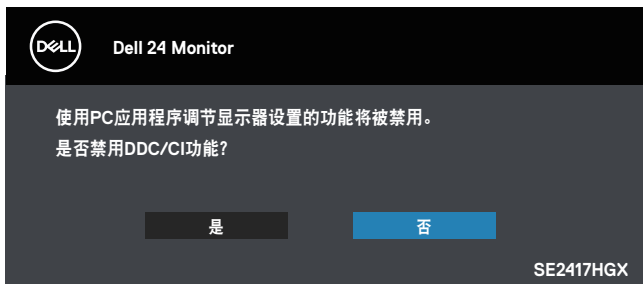 DELL
Dell 24 Monitor
使用PC应用程序调节显示器设置的功能将被禁用。
是否禁用DDC/CI功能?
是 否
SE2417HGX